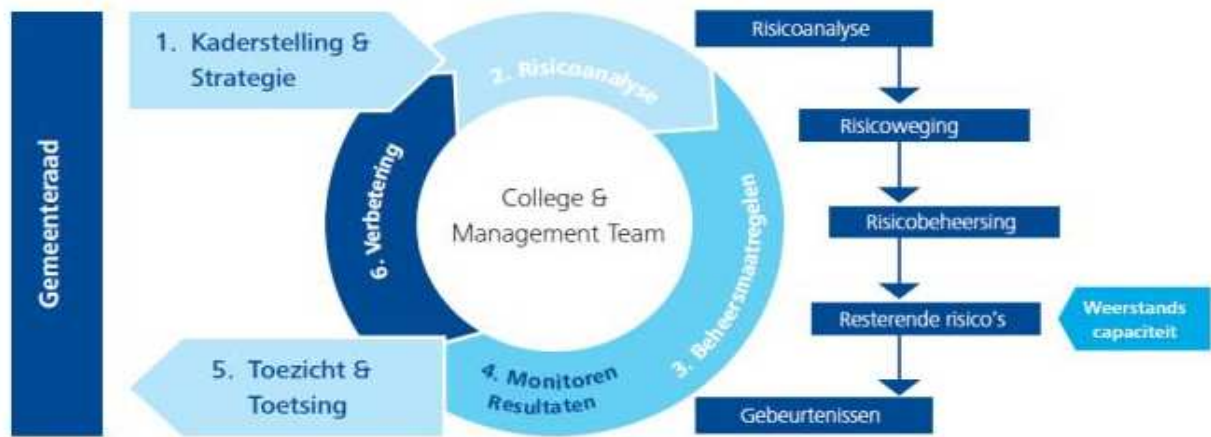 Gemeenteraad
1. Kaderstelling &
Strategie
2. Risicoanalyse
3. Beheersmaatregelen
4. Monitoren
Resultaten
5. Toezicht &
Toetsing
6. Verbetering
College &
Management Team
Risicoanalyse
Risicoweging
Risicobeheersing
Resterende risico's
Weerstands
capaciteit
Gebeurtenissen